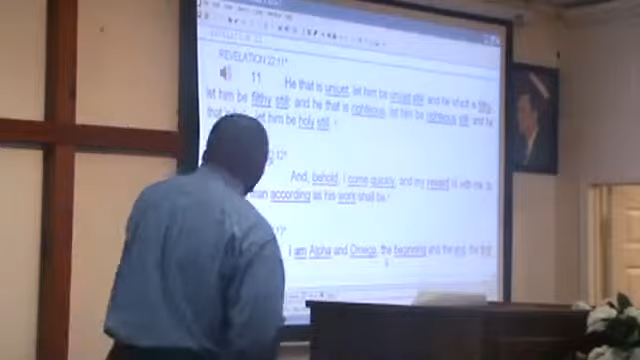 REVELATION 22:11*
11 He that is unjust, let him be unjust still: and he which is filthy,
let him be filthy still: and he that is righteous, let him be righteous still: and he
let him be holy still.
12*
And, behold, I come quickly; and my reward is with me to
man according as his work shall be.
I am Alpha and Omega, the beginning and the end, the first